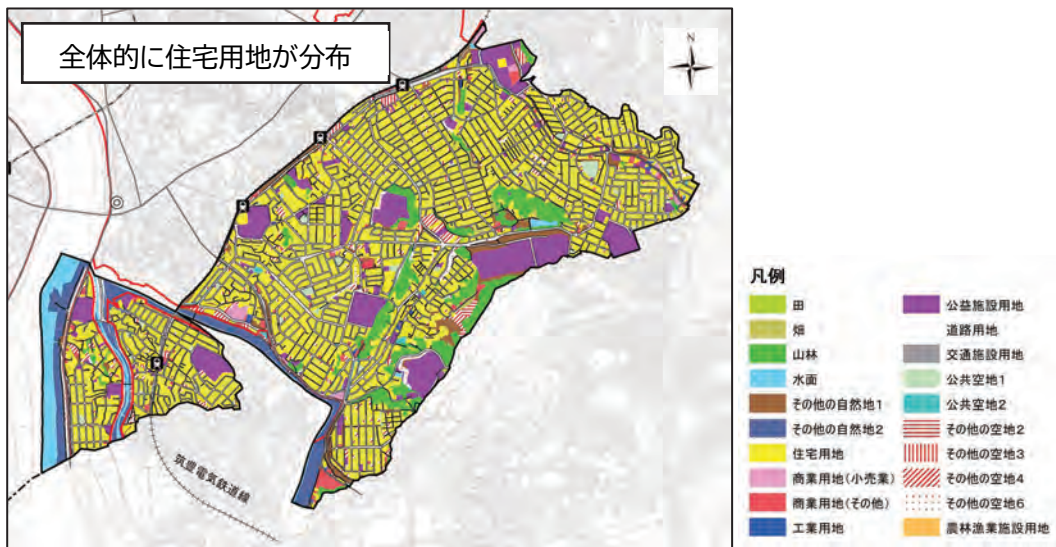 全体的に住宅用地が分布
N
筑豊電気鉄道線
凡例
田
畑
山林
水面
その他の自然地1
その他の自然地2
住宅用地
商業用地(小売業)
商業用地(その他)
工業用地
公益施設用地
道路用地
交通施設用地
公共空地1
公共空地2
その他の空地2
その他の空地3
その他の空地4
その他の空地6
農林漁業施設用地